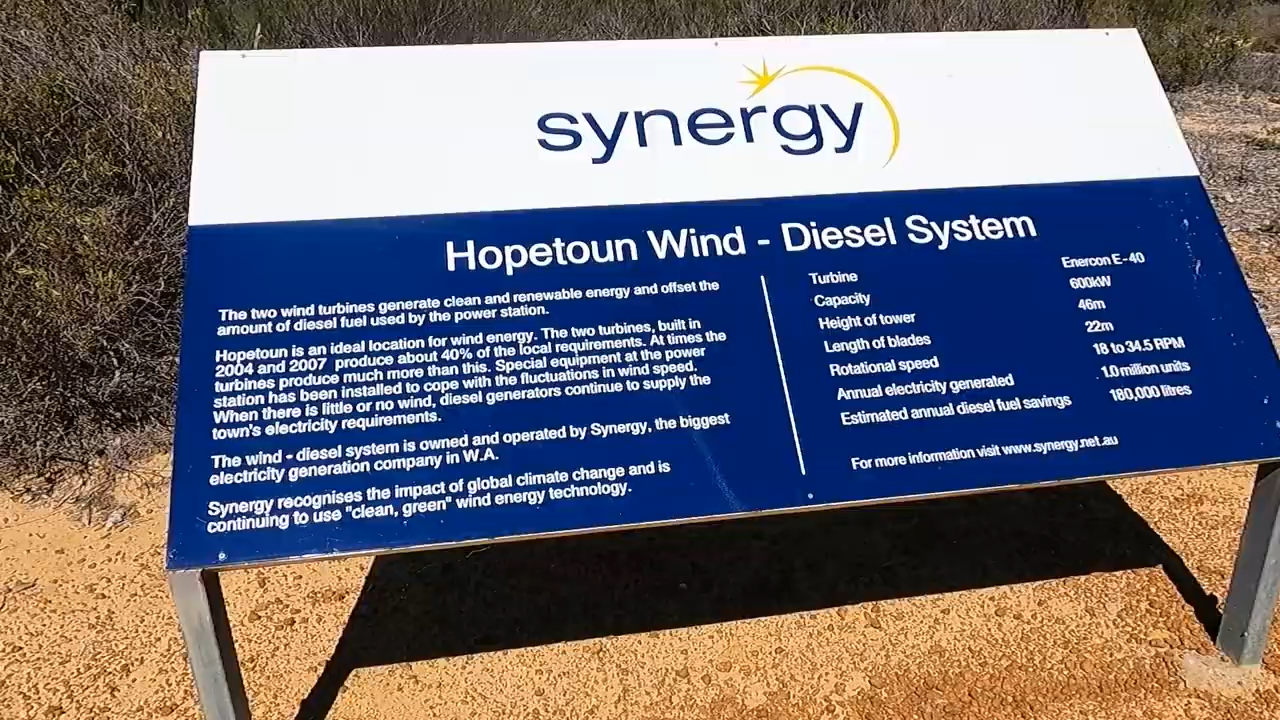 synergy
Hopetoun Wind - Diesel System
The two wind turbines generate clean and renewable energy and offset the
amount of diesel fuel used by the power station.
Hopetoun is an ideal location for wind energy. The two turbines, built in
2004 and 2007 produce about 40% of the local requirements. At times the
turbines produce much more than this. Special equipment at the power
station has been installed to cope with the fluctuations in wind speed.
When there is little or no wind, diesel generators continue to supply the
town's electricity requirements.
The wind - diesel system is owned and operated by Synergy, the biggest
electricity generation company in W.A.
Synergy recognises the impact of global climate change and is
continuing to use "clean, green" wind energy technology.
Turbine Enercon E-40
Capacity 600kW
Height of tower 46m
Length of blades 22m
Rotational speed 18 to 34.5 RPM
Annual electricity generated 1.0 million units
Estimated annual diesel fuel savings 180,000 litres
For more information visit www.synergy.net.au